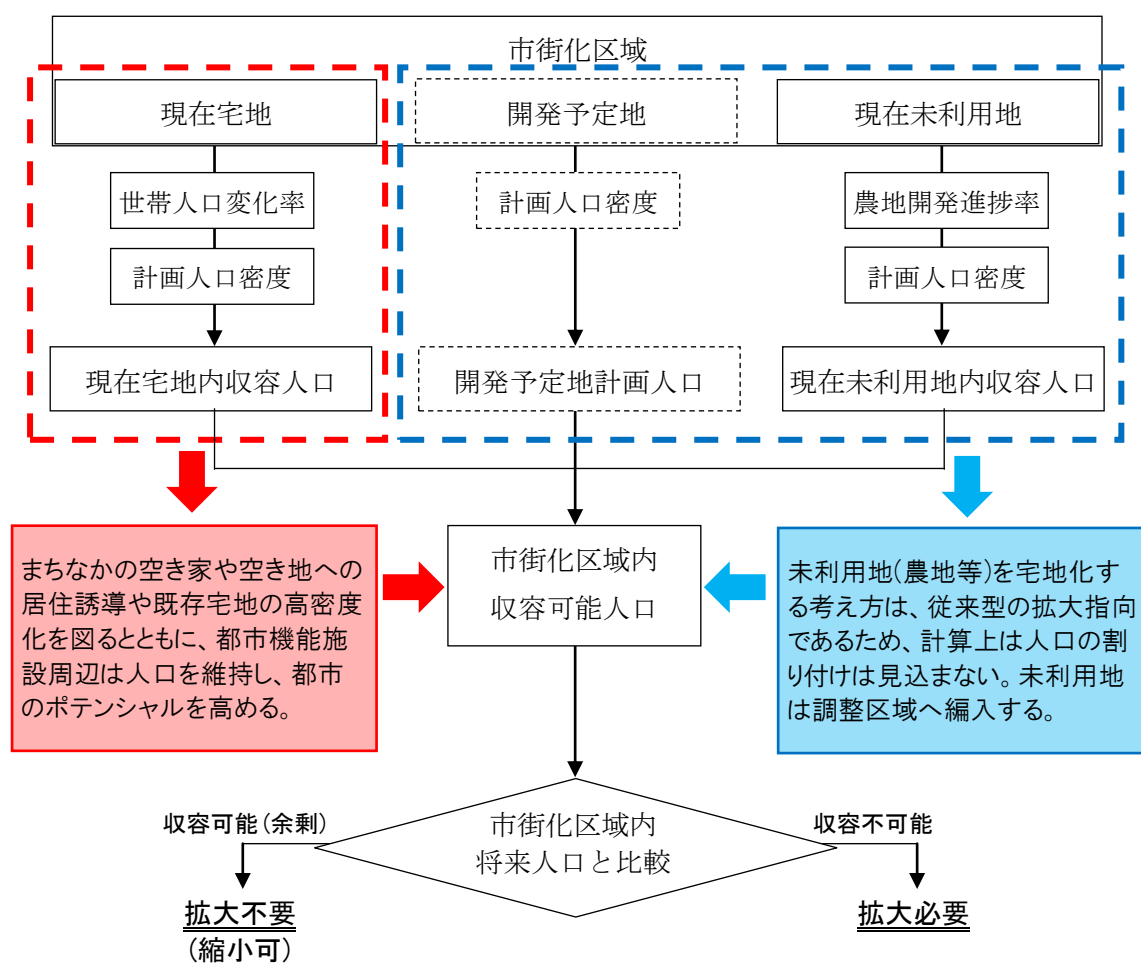 市街化区域
現在宅地
開発予定地
現在未利用地
世帯人口変化率
計画人口密度
農地開発進捗率
計画人口密度
計画人口密度
現在宅地内収容人口
開発予定地計画人口
現在未利用地内収容人口
まちなかの空き家や空き地への
居住誘導や既存宅地の高密度
化を図るとともに、都市機能施
設周辺は人口を維持し、都市
のポテンシャルを高める。
市街化区域内
収容可能人口
未利用地(農地等)を宅地化す
る考え方は、従来型の拡大指向
であるため、計算上は人口の割
り付けは見込まない。未利用地
は調整区域へ編入する。
収容可能(余剰)
市街化区域内
将来人口と比較
収容不可能
拡大不要
(縮小可)
拡大必要